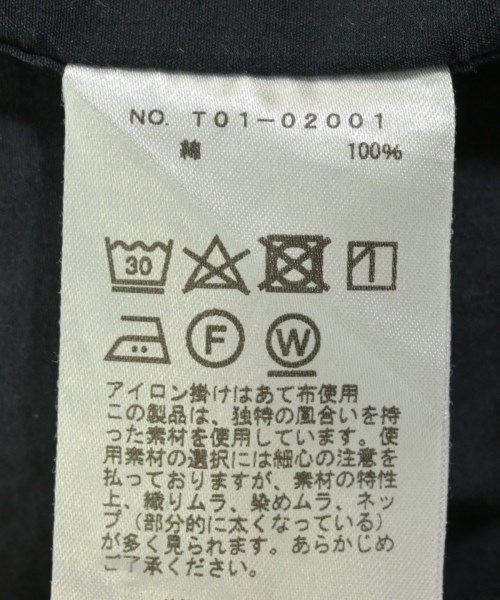 NO. T01-02001
綿 100%
30
F W
アイロン掛けはあて布使用
この製品は、独特の風合いを持
った素材を使用しています。使
用素材の選択には細心の注意を
払っておりますが、素材の特性
上、織りムラ、染めムラ、ネッ
プ（部分的に太くなっている）
が多く見られます。あらかじめ
ご了承ください。